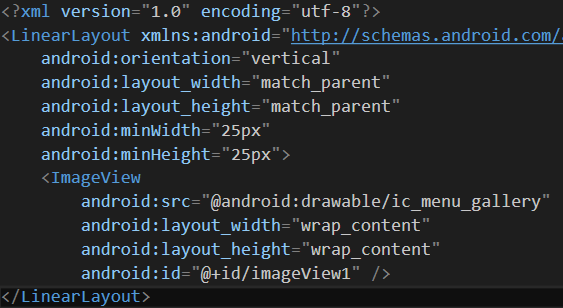 <?xml version="1.0" encoding="utf-8"?>
<LinearLayout xmlns:android="http://schemas.android.com/
android:orientation="vertical"
android:layout_width="match_parent"
android:layout_height="match_parent"
android:minWidth="25px"
android:minHeight="25px">
<ImageView
android:src="@android:drawable/ic_menu_gallery"
android:layout_width="wrap_content"
android:layout_height="wrap_content"
android:id="@+id/imageView1" />
</LinearLayout>